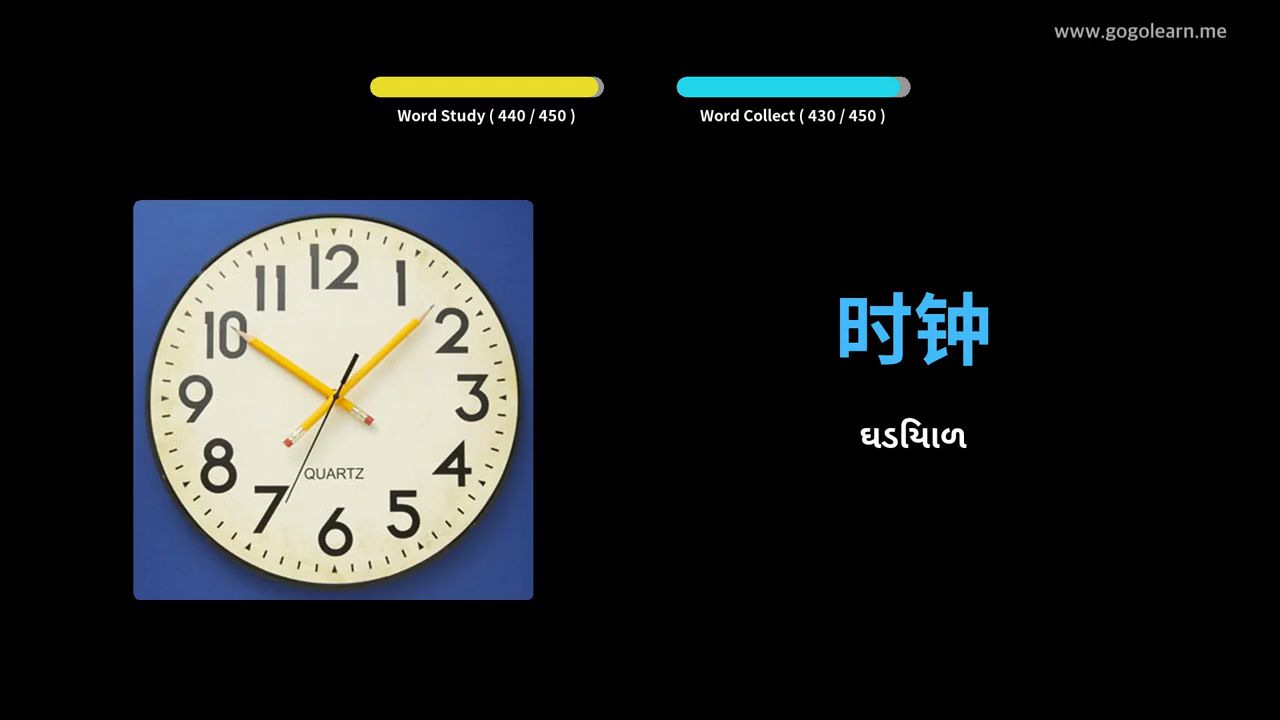 www.gogolearn.me
Word Study ( 440 / 450 )
Word Collect ( 430 / 450 )
12
11
1
10
2
9
3
8
4
QUARTZ
7
5
6
时钟
ઘડિયાળ